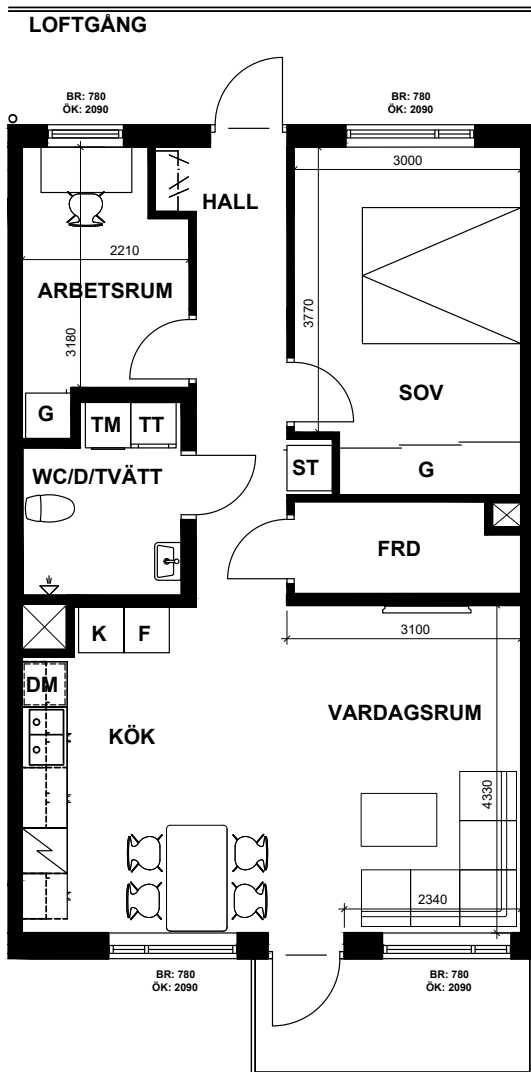 LOFTGÅNG
BR: 780
ÖK: 2090
BR: 780
ÖK: 2090
3000
HALL
2210
ARBETSRUM
3180
3770
SOV
G
TM
TT
WC/D/TVÄTT
ST
G
FRD
K
F
3100
DM
KÖK
VARDAGSRUM
4330
2340
BR: 780
ÖK: 2090
BR: 780
ÖK: 2090